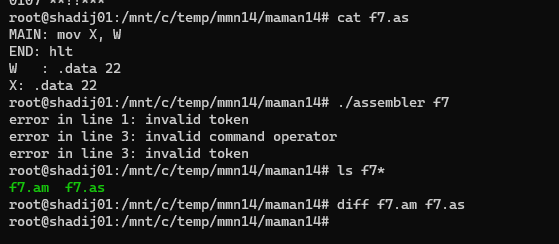 0107 **!!***
root@shadij01:/mnt/c/temp/mmn14/maman14# cat f7.as
MAIN: mov X, W
END: hlt
W   : .data 22
X: .data 22
root@shadij01:/mnt/c/temp/mmn14/maman14# ./assembler f7
error in line 1: invalid token
error in line 3: invalid command operator
error in line 3: invalid token
root@shadij01:/mnt/c/temp/mmn14/maman14# ls f7*
f7.am  f7.as
root@shadij01:/mnt/c/temp/mmn14/maman14# diff f7.am f7.as
root@shadij01:/mnt/c/temp/mmn14/maman14#